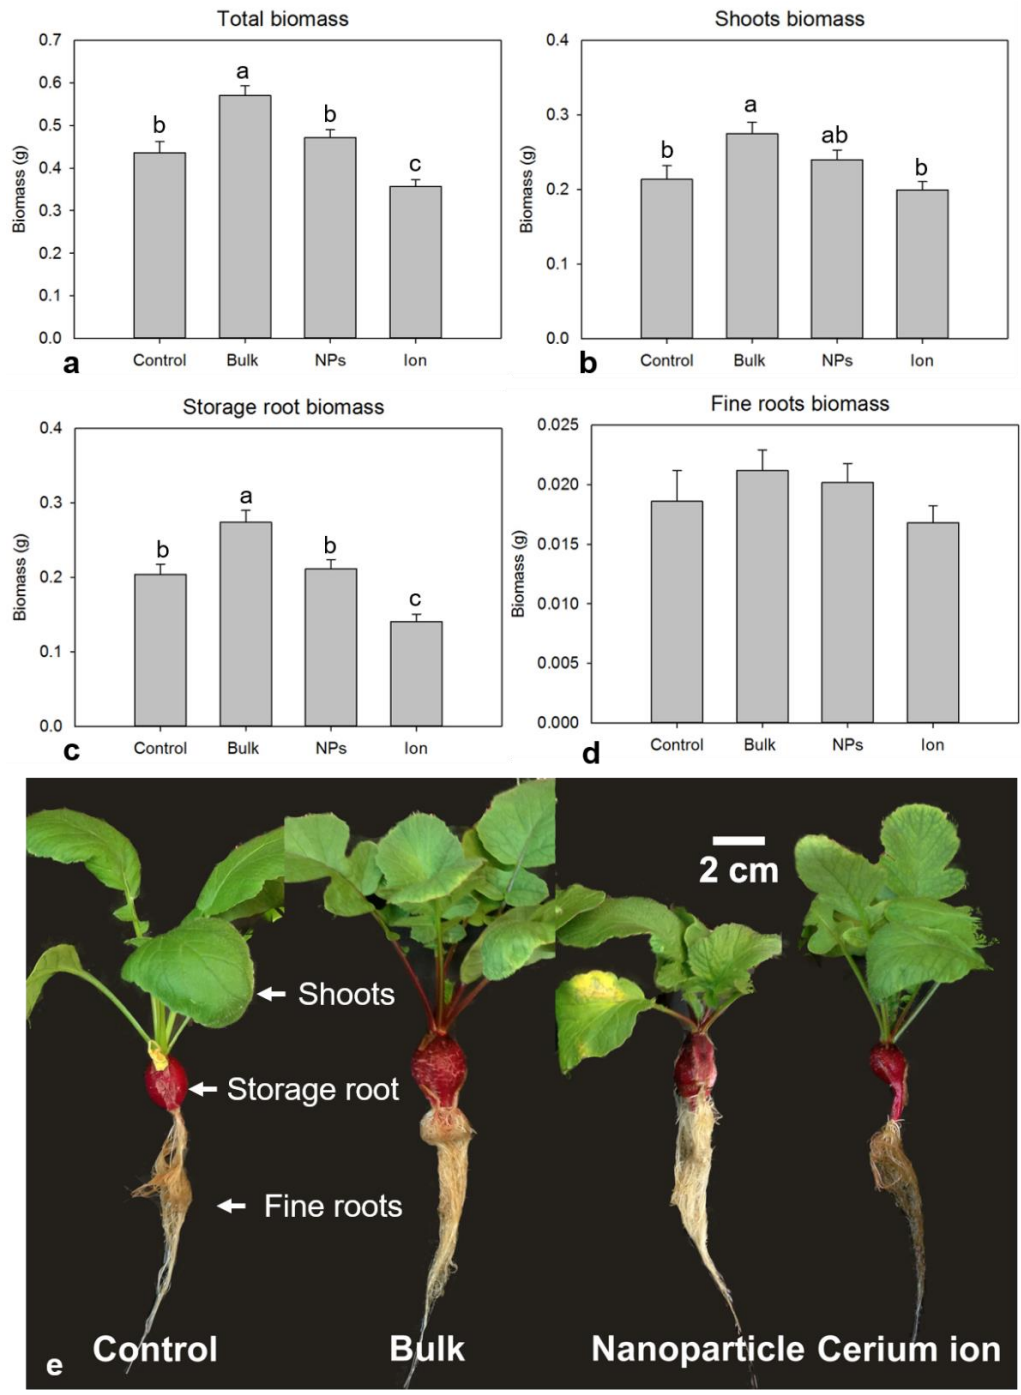 Total biomass
0.7
0.6
0.5
0.4
0.3
0.2
0.1
0.0
Biomass (g)
b
a
b
c
Control Bulk NPs Ion
a
Shoots biomass
0.4
0.3
0.2
0.1
0.0
Biomass (g)
b
a
ab
b
Control Bulk NPs Ion
b
Storage root biomass
0.4
0.3
0.2
0.1
0.0
Biomass (g)
b
a
b
c
Control Bulk NPs Ion
c
Fine roots biomass
0.025
0.020
0.015
0.010
0.005
0.000
Biomass (g)
Control Bulk NPs Ion
d
2 cm
Shoots
Storage root
Fine roots
Control Bulk Nanoparticle Cerium ion
e